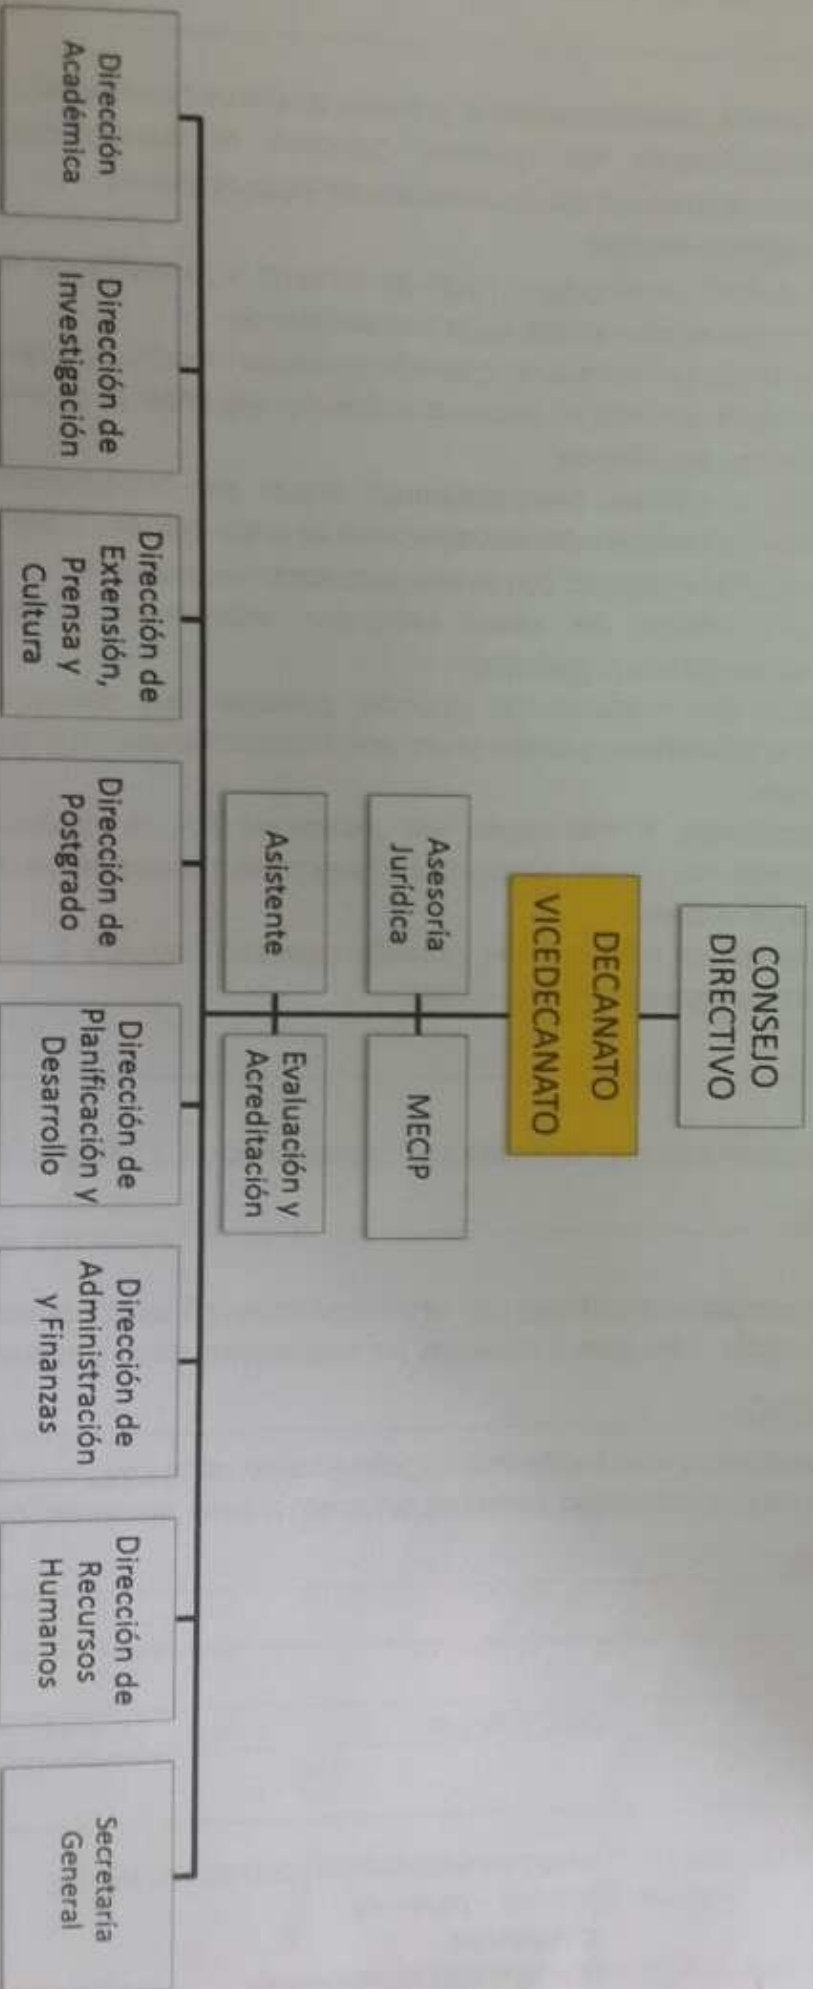 CONSEJO
DIRECTIVO
DECANATO
VICEDECANATO
Asesoría
Jurídica
MECIP
Asistente
Evaluación y
Acreditación
Dirección
Académica
Dirección de
Investigación
Dirección de
Extensión,
Prensa y
Cultura
Dirección de
Postgrado
Dirección de
Planificación y
Desarrollo
Dirección de
Administración
y Finanzas
Dirección de
Recursos
Humanos
Secretaría
General